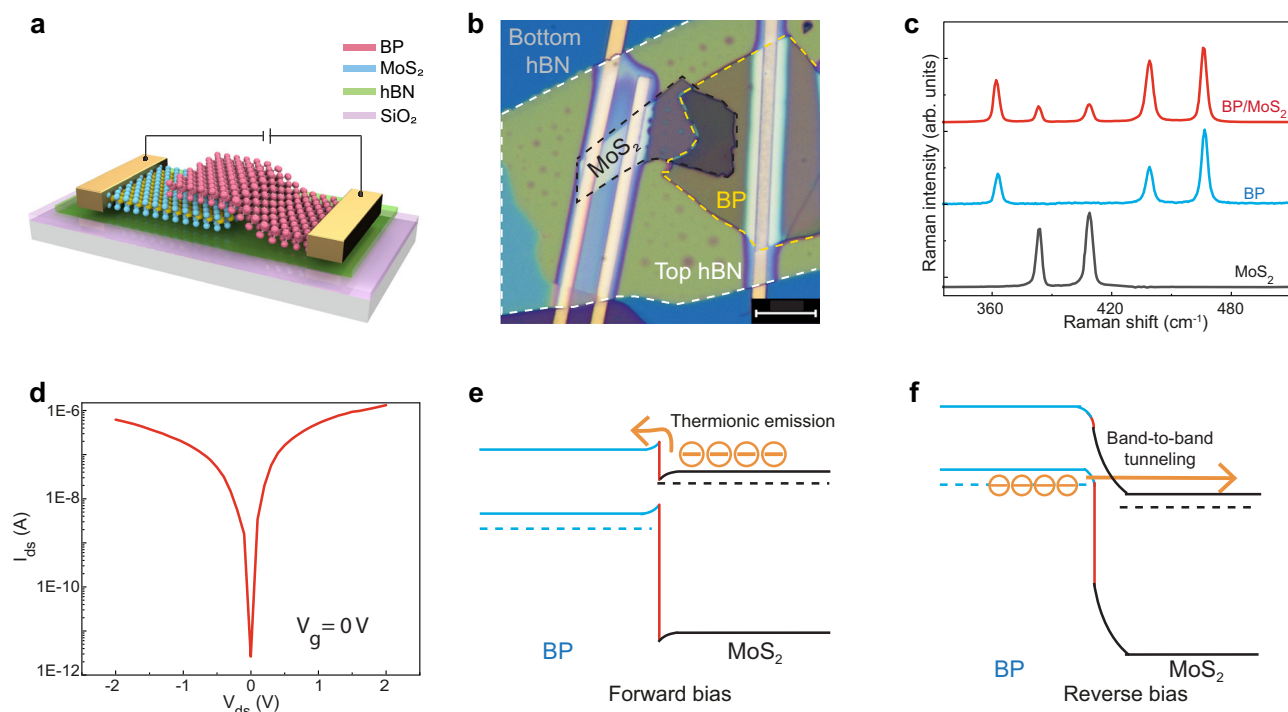 a
BP
MoS₂
hBN
SiO₂
b
Bottom
hBN
MoS₂
BP
Top hBN
c
Raman intensity (arb. units)
BP/MoS₂
BP
MoS₂
360
420
480
Raman shift (cm⁻¹)
d
I_ds (A)
1E-6
1E-8
1E-10
1E-12
V_g= 0 V
-2
-1
0
1
2
V_ds (V)
e
Thermionic emission
BP
MoS₂
Forward bias
f
Band-to-band
tunneling
BP
MoS₂
Reverse bias